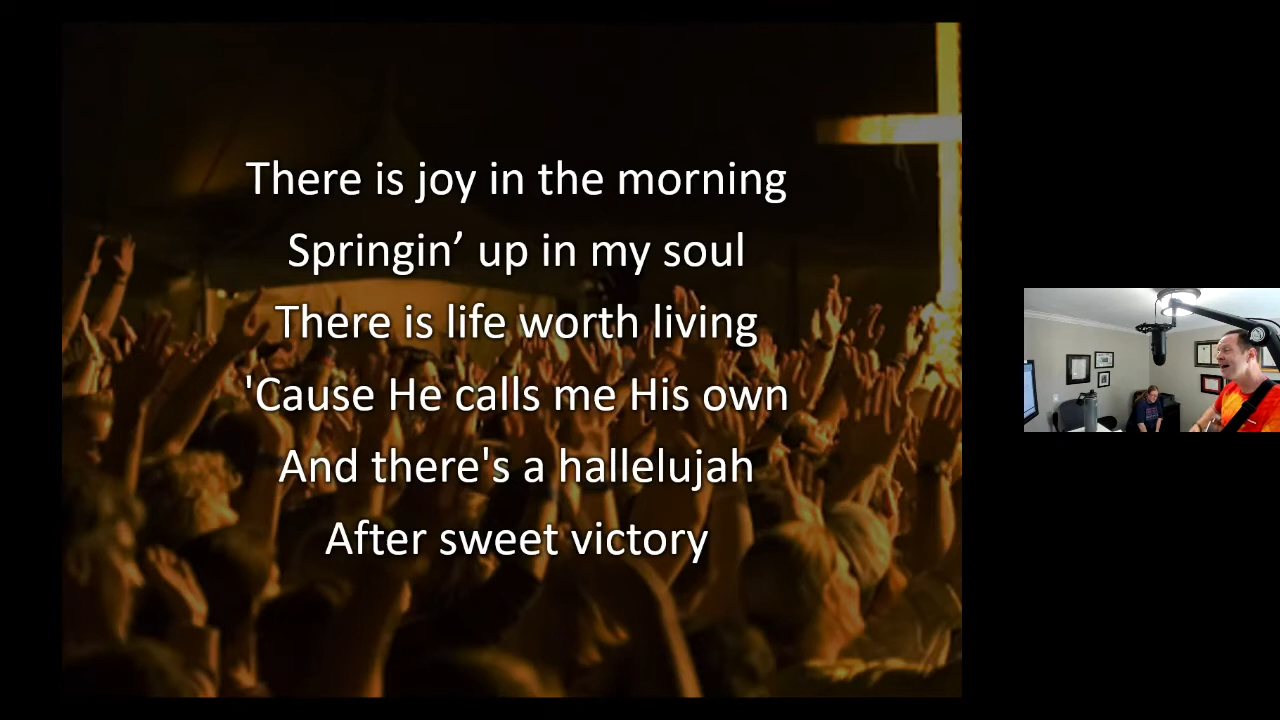 There is joy in the morning
Springin’ up in my soul
There is life worth living
'Cause He calls me His own
And there's a hallelujah
After sweet victory